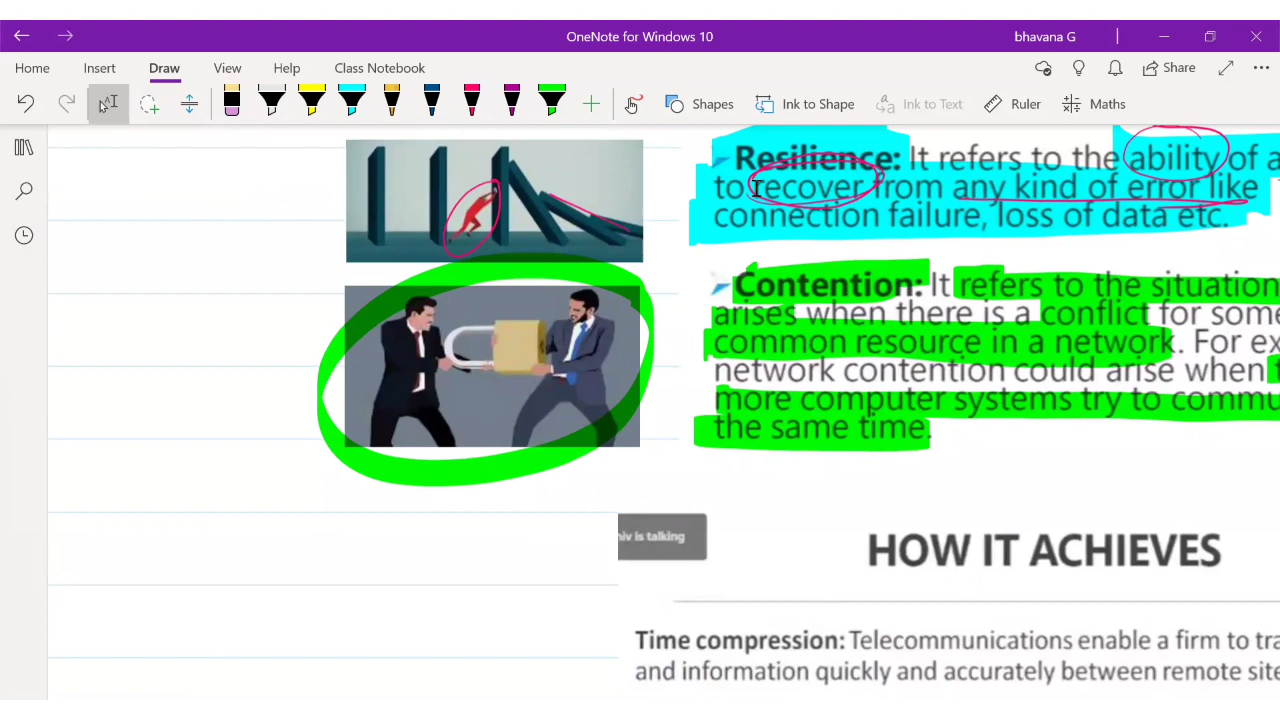 OneNote for Windows 10
bhavana G
Home Insert Draw View Help Class Notebook
Share
Shapes Ink to Shape Ink to Text Ruler Maths
Resilience: It refers to the ability of a
to recover from any kind of error like
connection failure, loss of data etc.
Contention: It refers to the situation
arises when there is a conflict for some
common resource in a network. For ex
network contention could arise when
more computer systems try to commu
the same time.
hiv is talking
HOW IT ACHIEVES
Time compression: Telecommunications enable a firm to tra
and information quickly and accurately between remote site